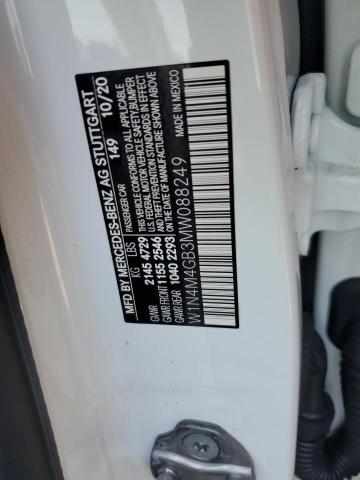 MFD BY MERCEDES-BENZ AG STUTTGART
KG LBS 149 10/20
GVWR 2145 4729 PASSENGER CAR
GAWR FRONT 1155 2546 THIS VEHICLE CONFORMS TO ALL APPLICABLE
GAWR REAR 1040 2293 U.S. FEDERAL MOTOR VEHICLE SAFETY, BUMPER
AND THEFT PREVENTION STANDARDS IN EFFECT
ON THE DATE OF MANUFACTURE SHOWN ABOVE
W1N4M4GB3MW088249 MADE IN MEXICO